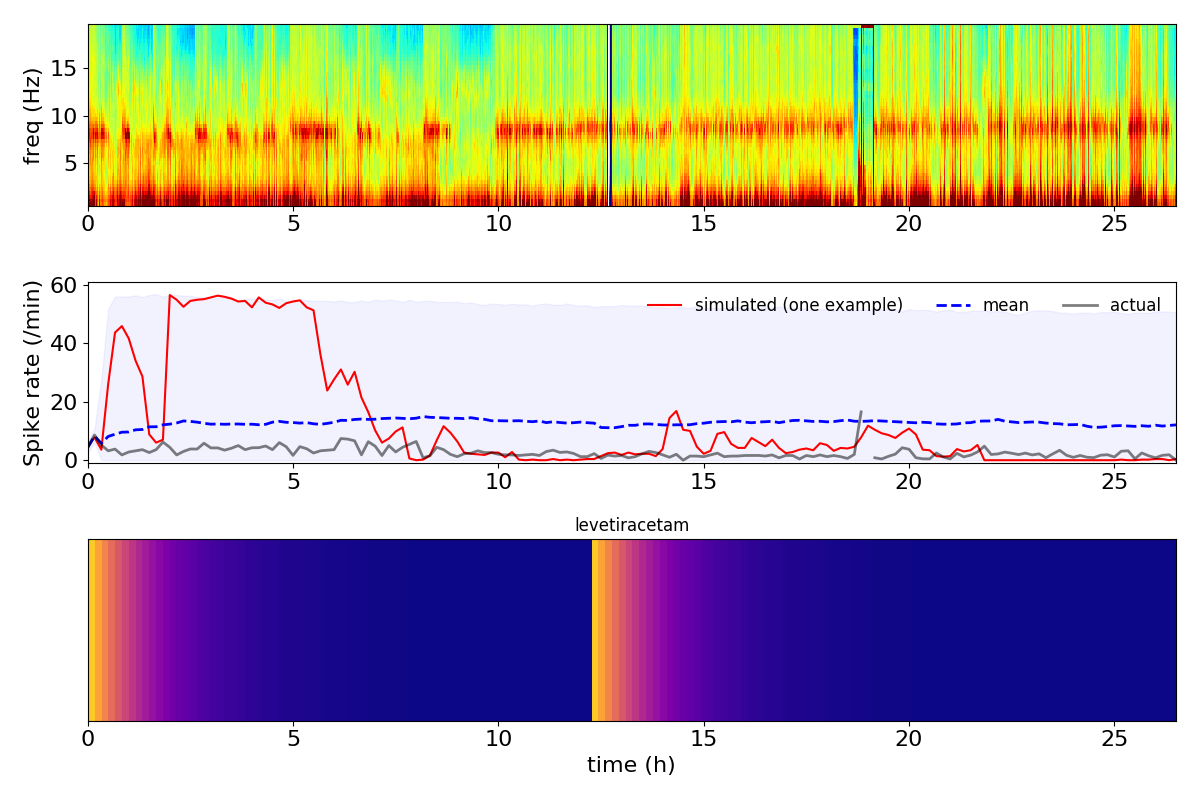 freq (Hz)
15
10
5
0 5 10 15 20 25
Spike rate (/min)
60
40
20
0
simulated (one example) mean actual
0 5 10 15 20 25
levetiracetam
0 5 10 15 20 25
time (h)